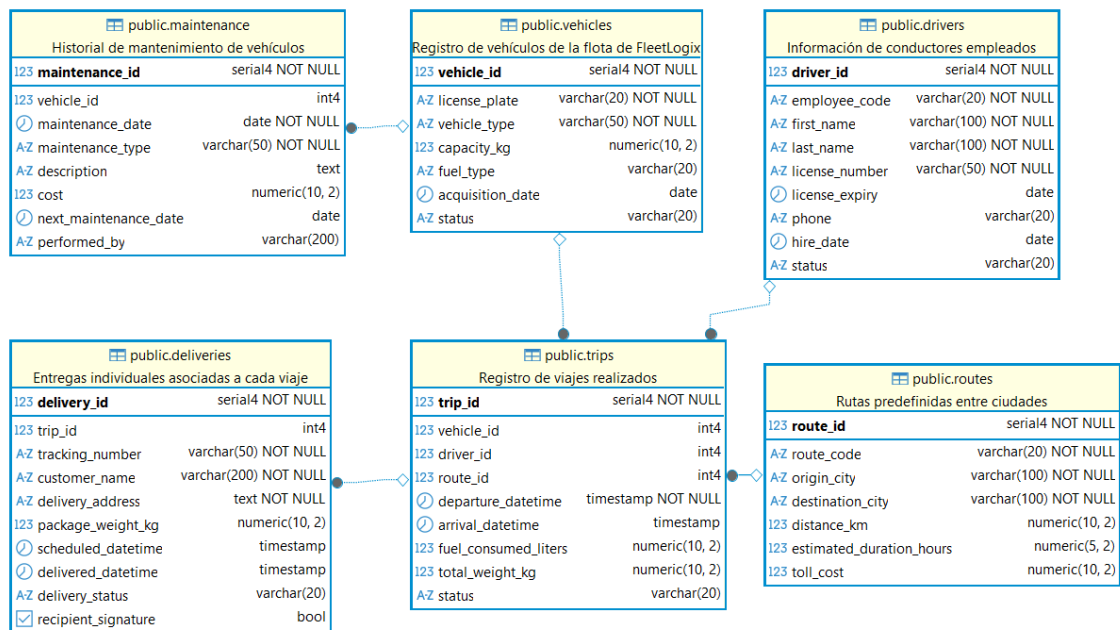 public.maintenance
Historial de mantenimiento de vehículos
123 maintenance_id serial4 NOT NULL
123 vehicle_id int4
maintenance_date date NOT NULL
A-Z maintenance_type varchar(50) NOT NULL
A-Z description text
123 cost numeric(10, 2)
next_maintenance_date date
A-Z performed_by varchar(200)
public.vehicles
Registro de vehículos de la flota de FleetLogix
123 vehicle_id serial4 NOT NULL
A-Z license_plate varchar(20) NOT NULL
A-Z vehicle_type varchar(50) NOT NULL
123 capacity_kg numeric(10, 2)
A-Z fuel_type varchar(20)
acquisition_date date
A-Z status varchar(20)
public.drivers
Información de conductores empleados
123 driver_id serial4 NOT NULL
A-Z employee_code varchar(20) NOT NULL
A-Z first_name varchar(100) NOT NULL
A-Z last_name varchar(100) NOT NULL
A-Z license_number varchar(50) NOT NULL
license_expiry date
A-Z phone varchar(20)
hire_date date
A-Z status varchar(20)
public.deliveries
Entregas individuales asociadas a cada viaje
123 delivery_id serial4 NOT NULL
123 trip_id int4
A-Z tracking_number varchar(50) NOT NULL
A-Z customer_name varchar(200) NOT NULL
A-Z delivery_address text NOT NULL
123 package_weight_kg numeric(10, 2)
scheduled_datetime timestamp
delivered_datetime timestamp
A-Z delivery_status varchar(20)
recipient_signature bool
public.trips
Registro de viajes realizados
123 trip_id serial4 NOT NULL
123 vehicle_id int4
123 driver_id int4
123 route_id int4
departure_datetime timestamp NOT NULL
arrival_datetime timestamp
123 fuel_consumed_liters numeric(10, 2)
123 total_weight_kg numeric(10, 2)
A-Z status varchar(20)
public.routes
Rutas predefinidas entre ciudades
123 route_id serial4 NOT NULL
A-Z route_code varchar(20) NOT NULL
A-Z origin_city varchar(100) NOT NULL
A-Z destination_city varchar(100) NOT NULL
123 distance_km numeric(10, 2)
123 estimated_duration_hours numeric(5, 2)
123 toll_cost numeric(10, 2)